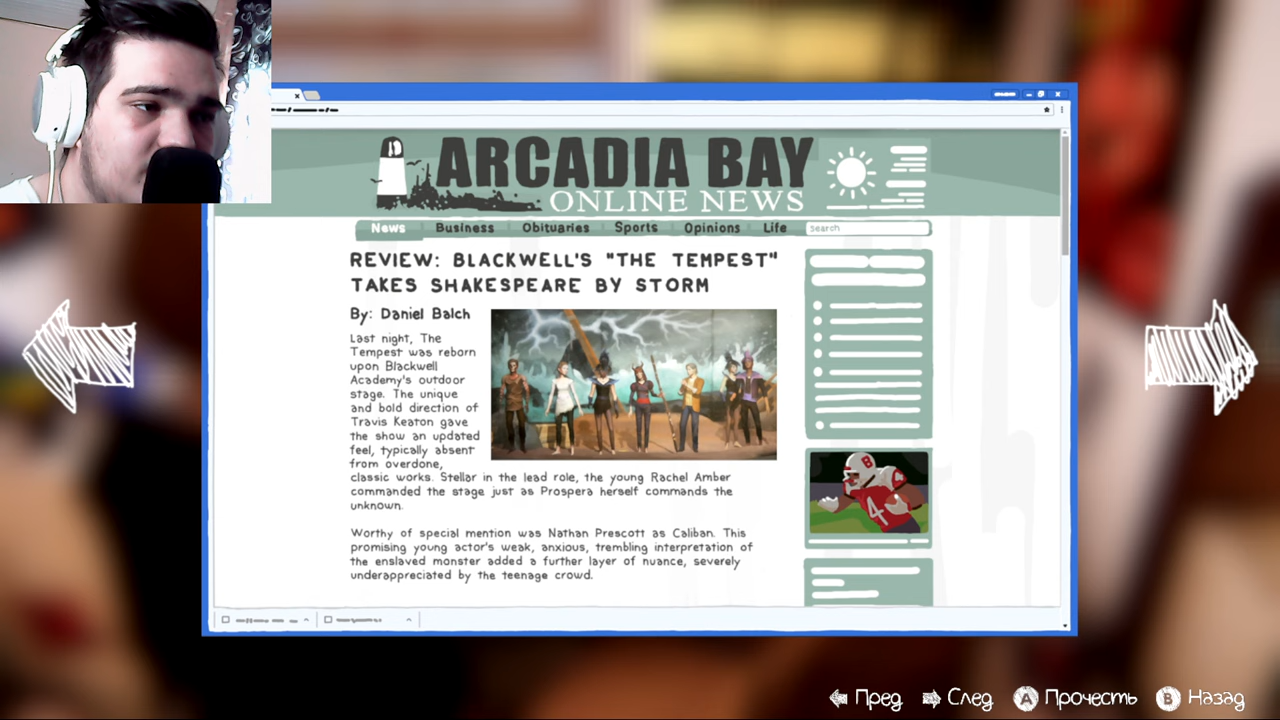 ARCADIA BAY
ONLINE NEWS
News Business Obituaries Sports Opinions Life search
REVIEW: BLACKWELL'S "THE TEMPEST"
TAKES SHAKESPEARE BY STORM
By: Daniel Balch
Last night, The
Tempest was reborn
upon Blackwell
Academy's outdoor
stage. The unique
and bold direction of
Travis Keaton gave
the show an updated
feel, typically absent
from overdone,
classic works. Stellar in the lead role, the young Rachel Amber
commanded the stage just as Prospera herself commands the
unknown.
Worthy of special mention was Nathan Prescott as Caliban. This
promising young actor's weak, anxious, trembling interpretation of
the enslaved monster added a further layer of nuance, severely
underappreciated by the teenage crowd.
B
4
Пред. След. A Прочесть B Назад